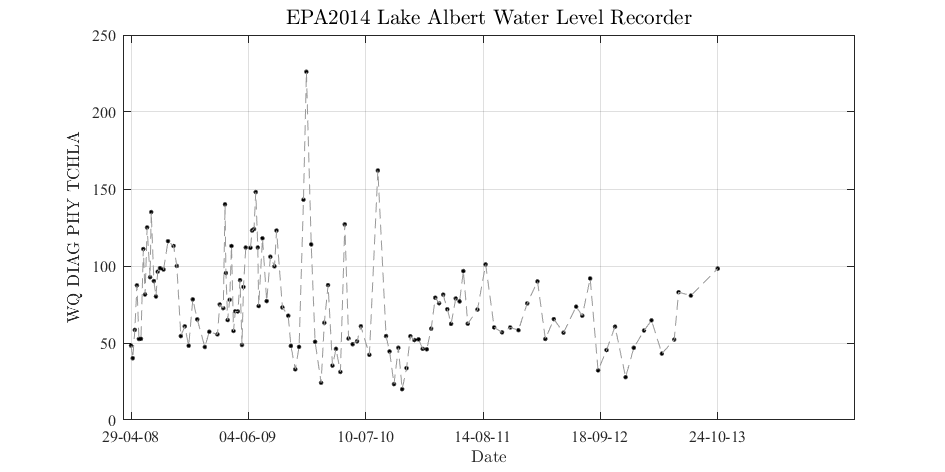 EPA2014 Lake Albert Water Level Recorder
WQ DIAG PHY TCHLA
250
200
150
100
50
0
29-04-08 04-06-09 10-07-10 14-08-11 18-09-12 24-10-13
Date